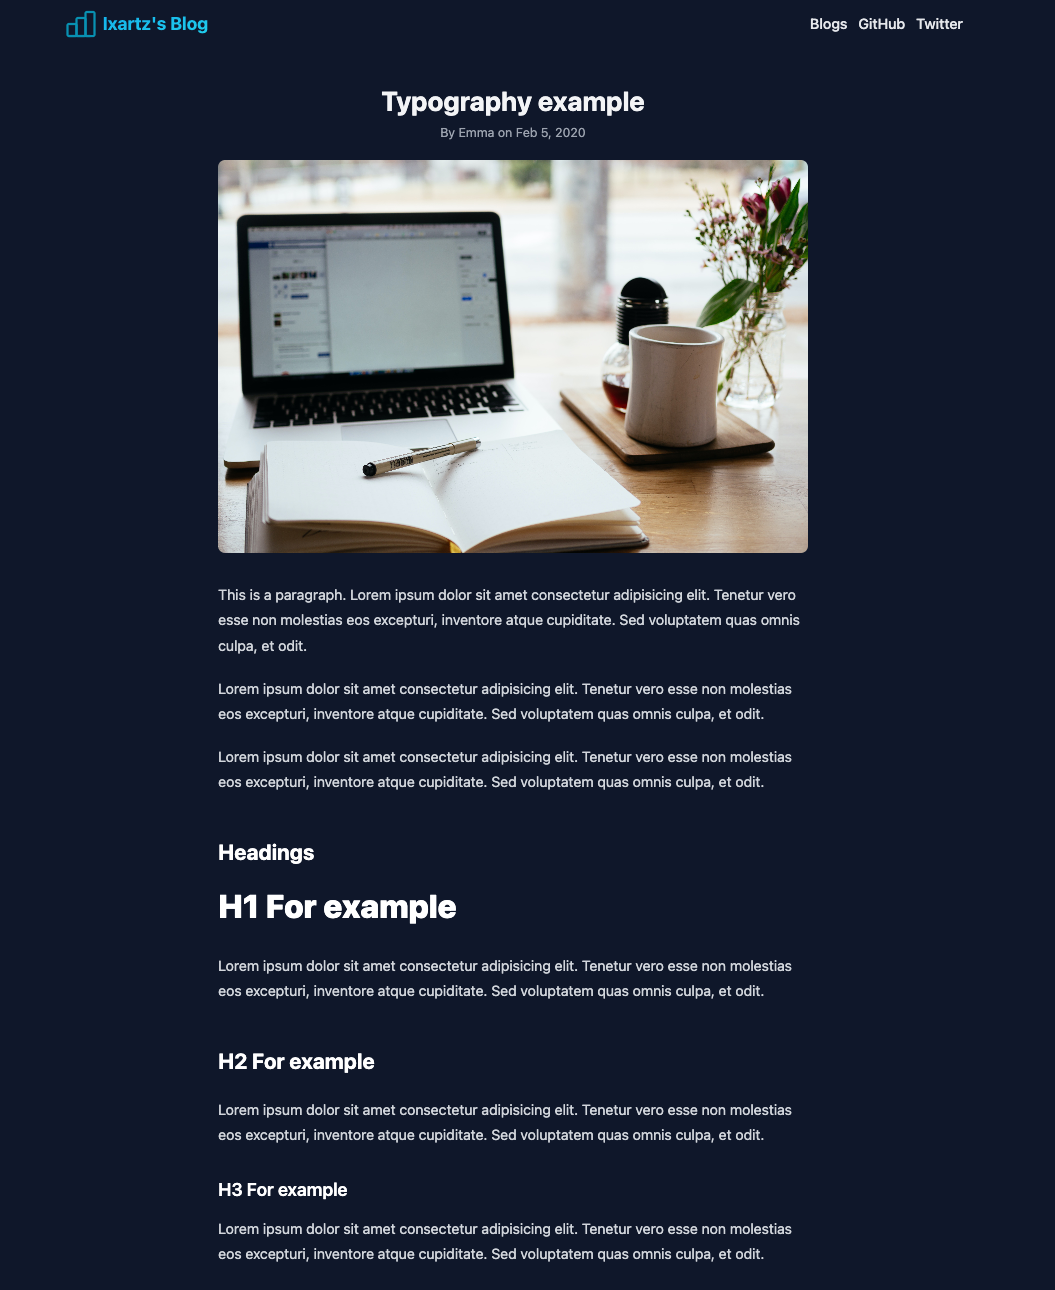 Ixartz's Blog
Blogs GitHub Twitter
Typography example
By Emma on Feb 5, 2020
This is a paragraph. Lorem ipsum dolor sit amet consectetur adipisicing elit. Tenetur vero
esse non molestias eos excepturi, inventore atque cupiditate. Sed voluptatem quas omnis
culpa, et odit.
Lorem ipsum dolor sit amet consectetur adipisicing elit. Tenetur vero esse non molestias
eos excepturi, inventore atque cupiditate. Sed voluptatem quas omnis culpa, et odit.
Lorem ipsum dolor sit amet consectetur adipisicing elit. Tenetur vero esse non molestias
eos excepturi, inventore atque cupiditate. Sed voluptatem quas omnis culpa, et odit.
Headings
H1 For example
Lorem ipsum dolor sit amet consectetur adipisicing elit. Tenetur vero esse non molestias
eos excepturi, inventore atque cupiditate. Sed voluptatem quas omnis culpa, et odit.
H2 For example
Lorem ipsum dolor sit amet consectetur adipisicing elit. Tenetur vero esse non molestias
eos excepturi, inventore atque cupiditate. Sed voluptatem quas omnis culpa, et odit.
H3 For example
Lorem ipsum dolor sit amet consectetur adipisicing elit. Tenetur vero esse non molestias
eos excepturi, inventore atque cupiditate. Sed voluptatem quas omnis culpa, et odit.